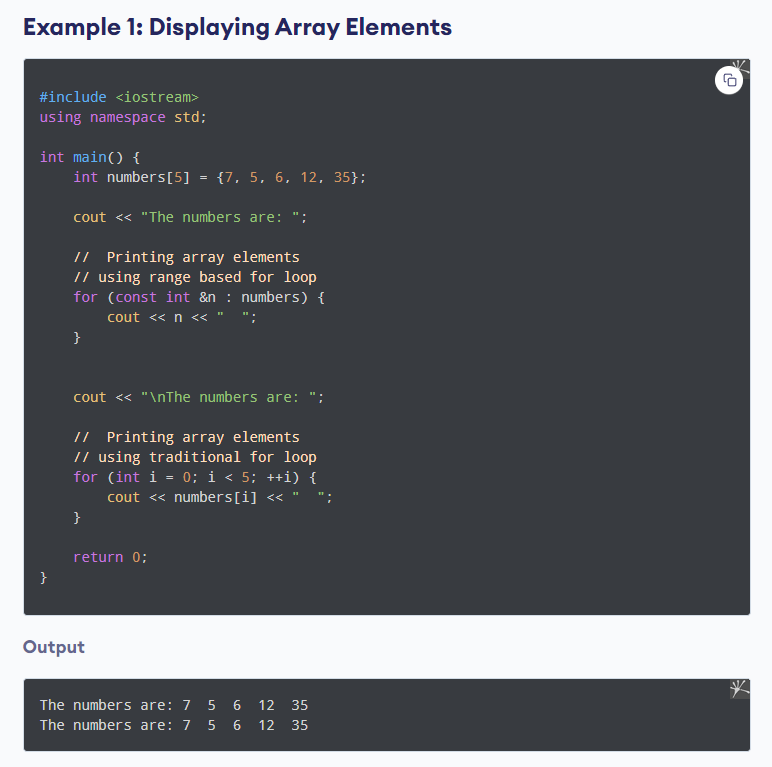 Example 1: Displaying Array Elements
#include <iostream>
using namespace std;
int main() {
    int numbers[5] = {7, 5, 6, 12, 35};
    cout << "The numbers are: ";
    //  Printing array elements
    // using range based for loop
    for (const int &n : numbers) {
        cout << n << "  ";
    }
    cout << "\nThe numbers are: ";
    //  Printing array elements
    // using traditional for loop
    for (int i = 0; i < 5; ++i) {
        cout << numbers[i] << "  ";
    }
    return 0;
}
Output
The numbers are: 7  5  6  12  35
The numbers are: 7  5  6  12  35